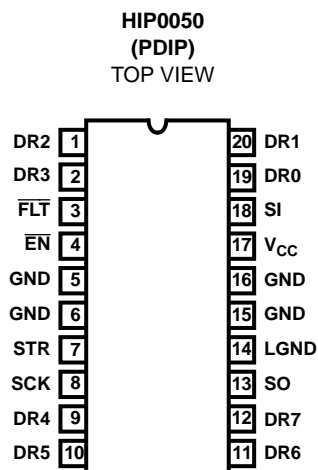 HIP0050
(PDIP)
TOP VIEW
DR2 1 20 DR1
DR3 2 19 DR0
F̅L̅T̅ 3 18 SI
E̅N̅ 4 17 VCC
GND 5 16 GND
GND 6 15 GND
STR 7 14 LGND
SCK 8 13 SO
DR4 9 12 DR7
DR5 10 11 DR6